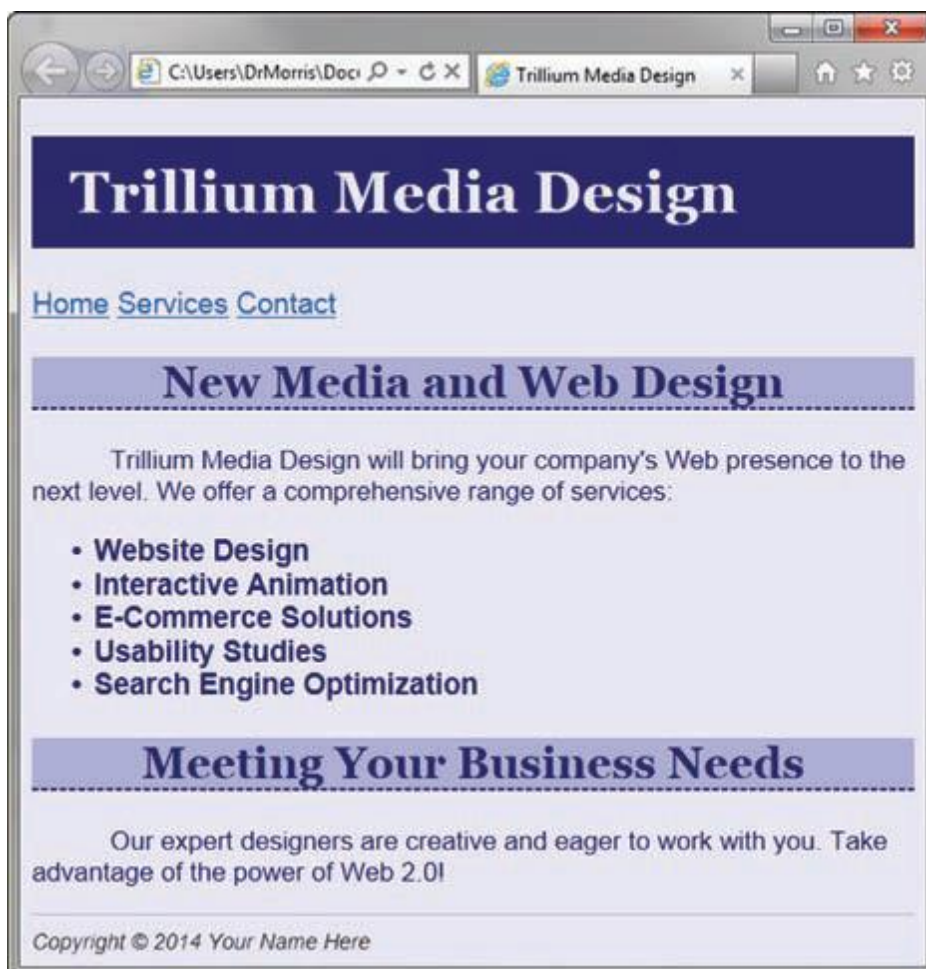 C:\Users\DrMorris\Doc
Trillium Media Design
Trillium Media Design
Home Services Contact
New Media and Web Design
Trillium Media Design will bring your company's Web presence to the
next level. We offer a comprehensive range of services:
• Website Design
• Interactive Animation
• E-Commerce Solutions
• Usability Studies
• Search Engine Optimization
Meeting Your Business Needs
Our expert designers are creative and eager to work with you. Take
advantage of the power of Web 2.0!
Copyright © 2014 Your Name Here